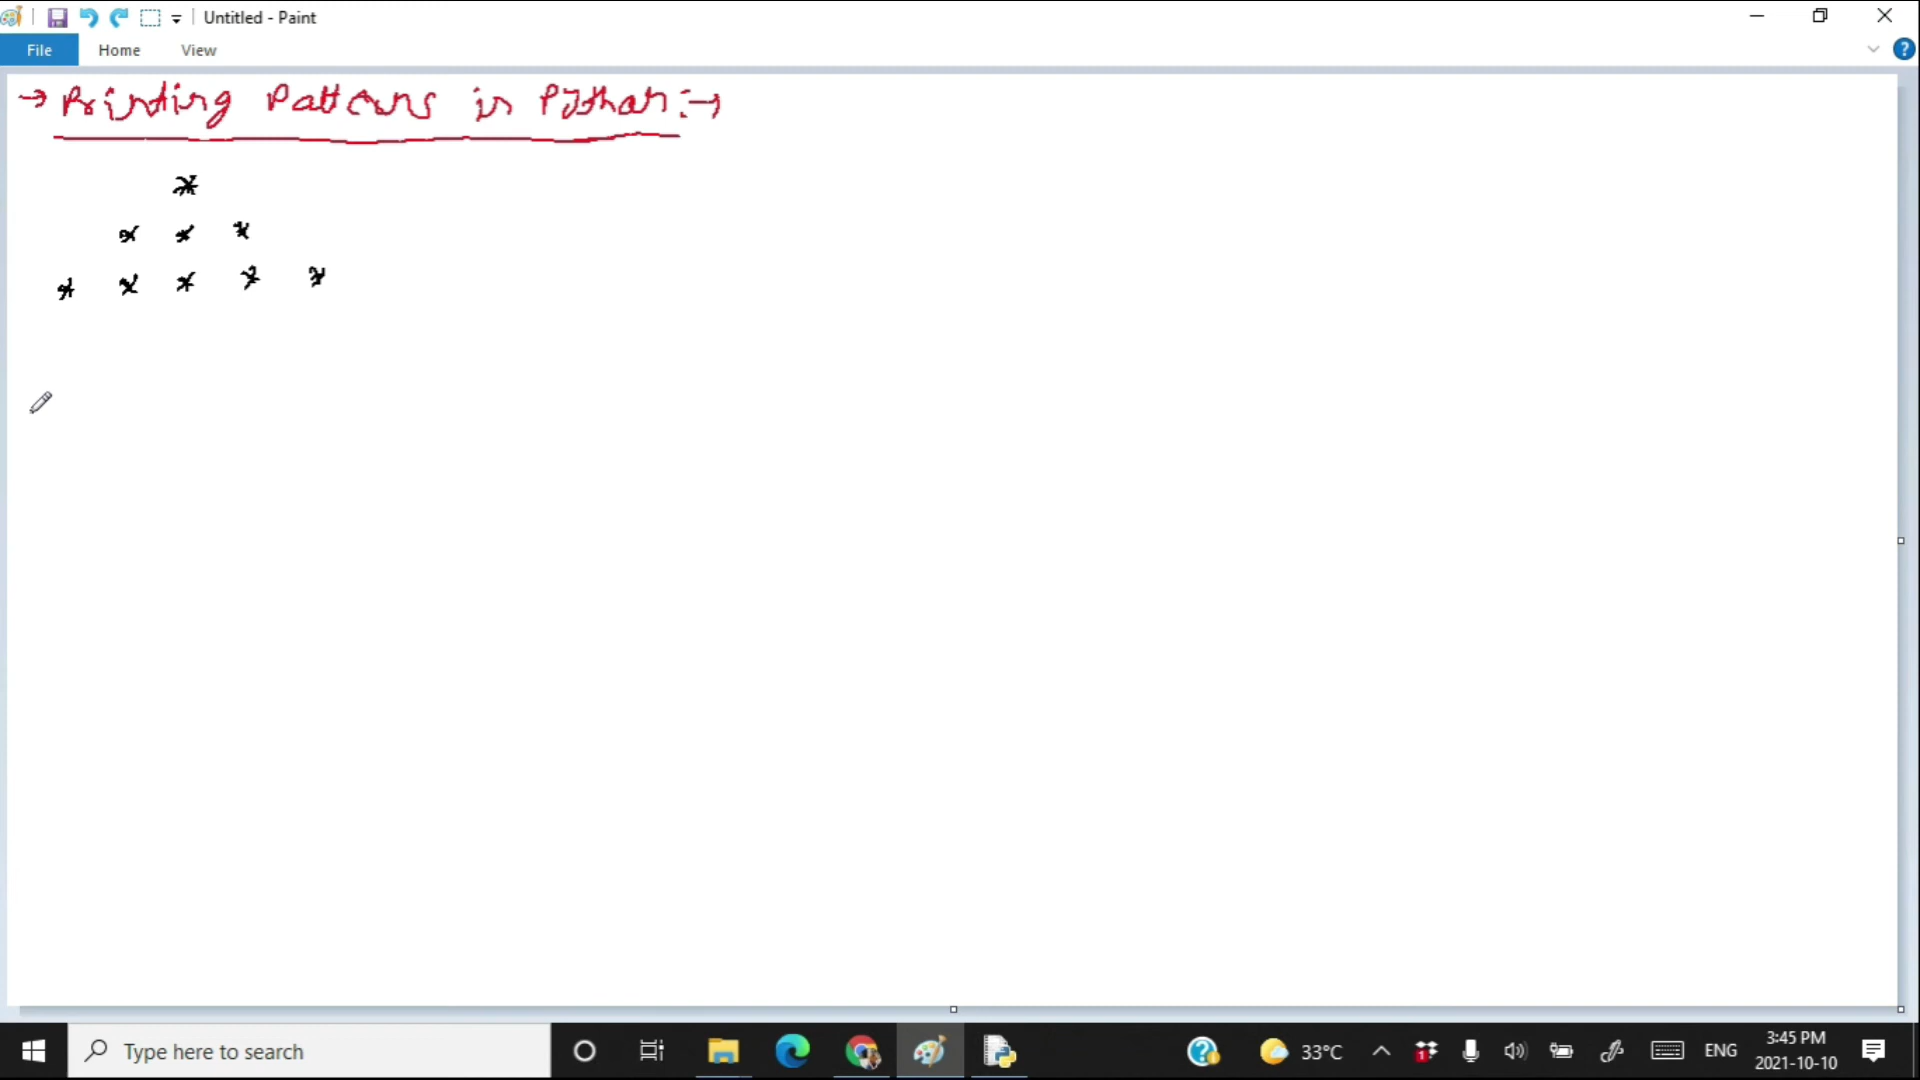 Untitled - Paint
File Home View
→ Printing Patterns in Python :→
*
* * *
* * * * *
Type here to search
1
33°C
ENG
3:45 PM
2021-10-10